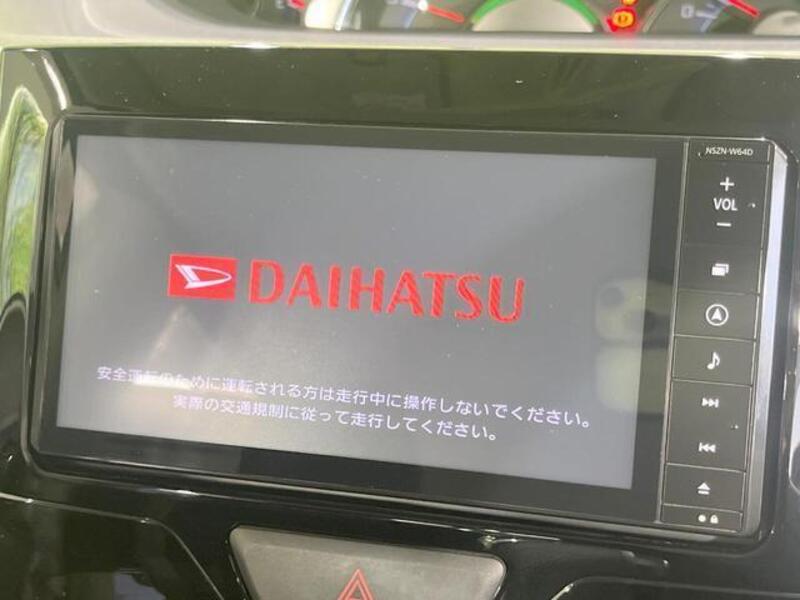 NSZN-W64D
VOL
DAIHATSU
安全運転のために運転される方は走行中に操作しないでください。
実際の交通規制に従って走行してください。